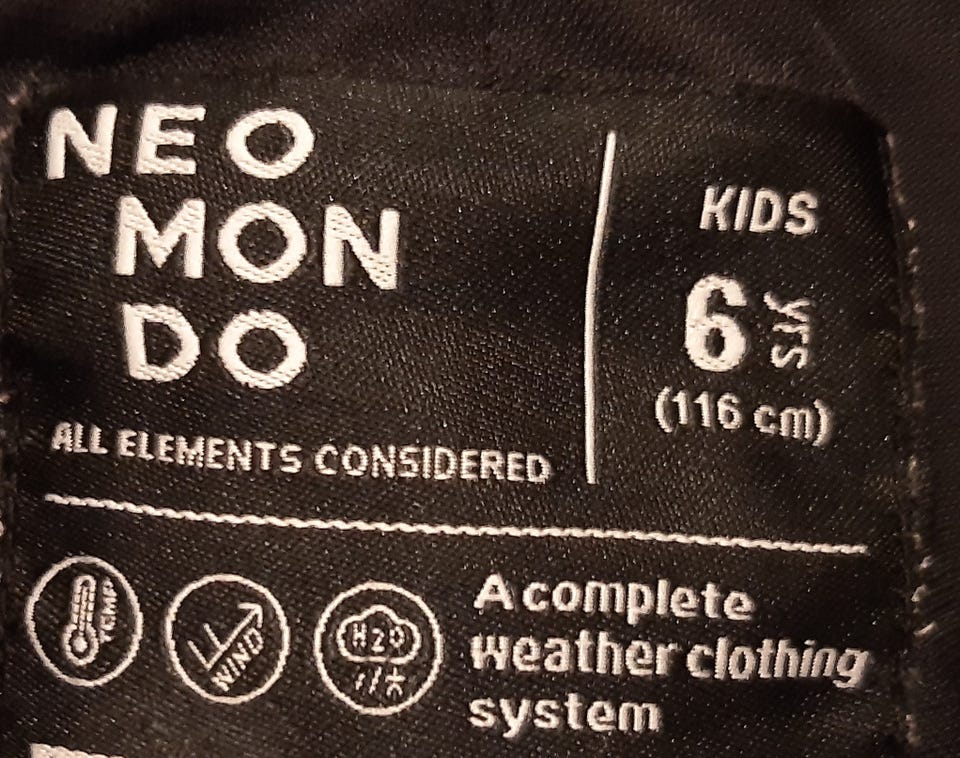 NEO
MON
DO
ALL ELEMENTS CONSIDERED
KIDS
6 yrs
(116 cm)
TEMP
WIND
H2O
A complete
weather clothing
system